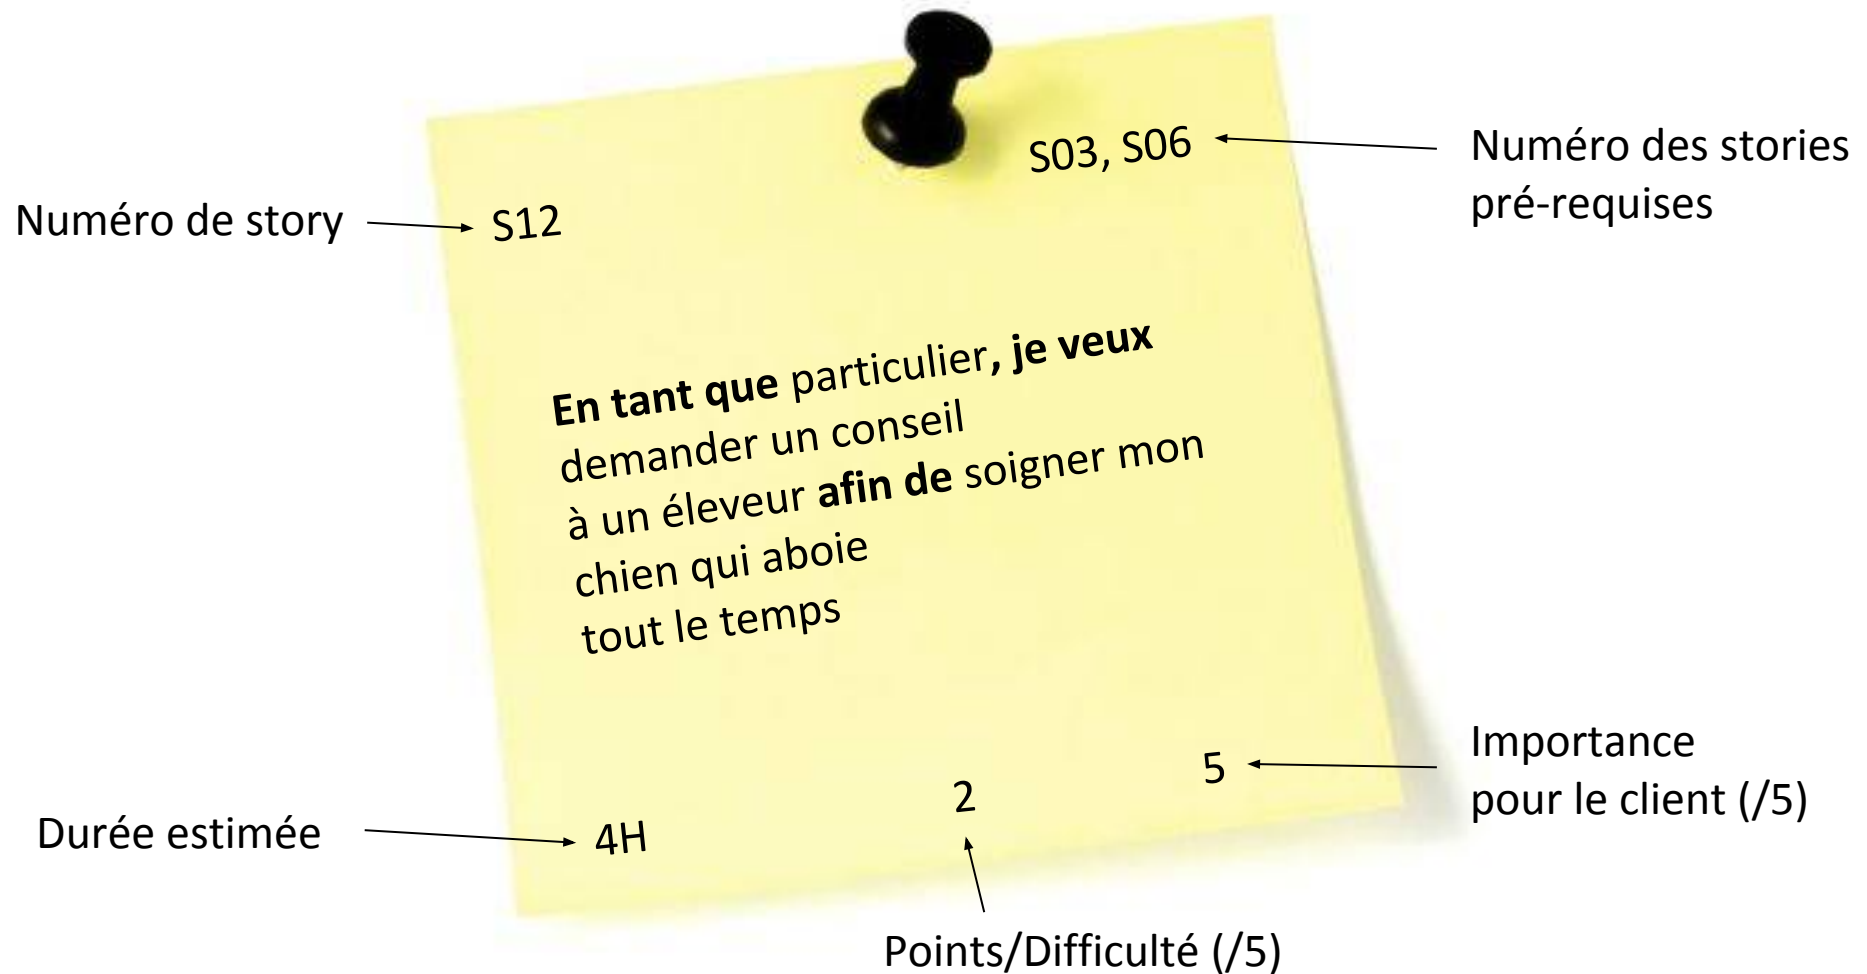 S03, S06
Numéro des stories
pré-requises
Numéro de story
S12
En tant que particulier, je veux
demander un conseil
à un éleveur afin de soigner mon
chien qui aboie
tout le temps
Importance
pour le client (/5)
5
2
Durée estimée
4H
Points/Difficulté (/5)